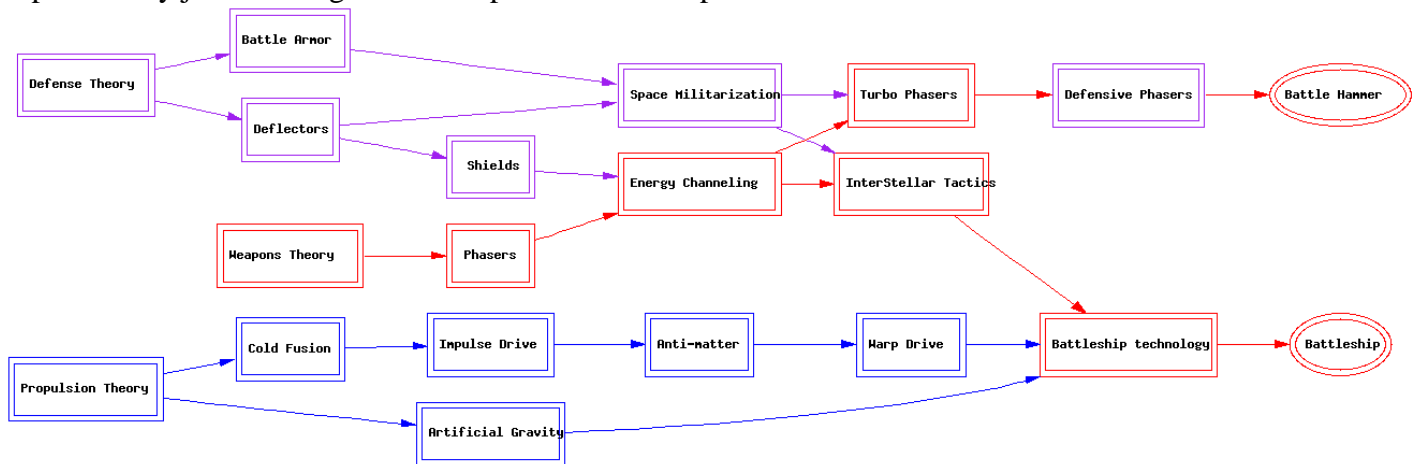 Battle Armor
Defense Theory
Space Militarization
Turbo Phasers
Defensive Phasers
Battle Hammer
Deflectors
Shields
Energy Channeling
InterStellar Tactics
Weapons Theory
Phasers
Cold Fusion
Impulse Drive
Anti-matter
Warp Drive
Battleship technology
Battleship
Propulsion Theory
Artificial Gravity